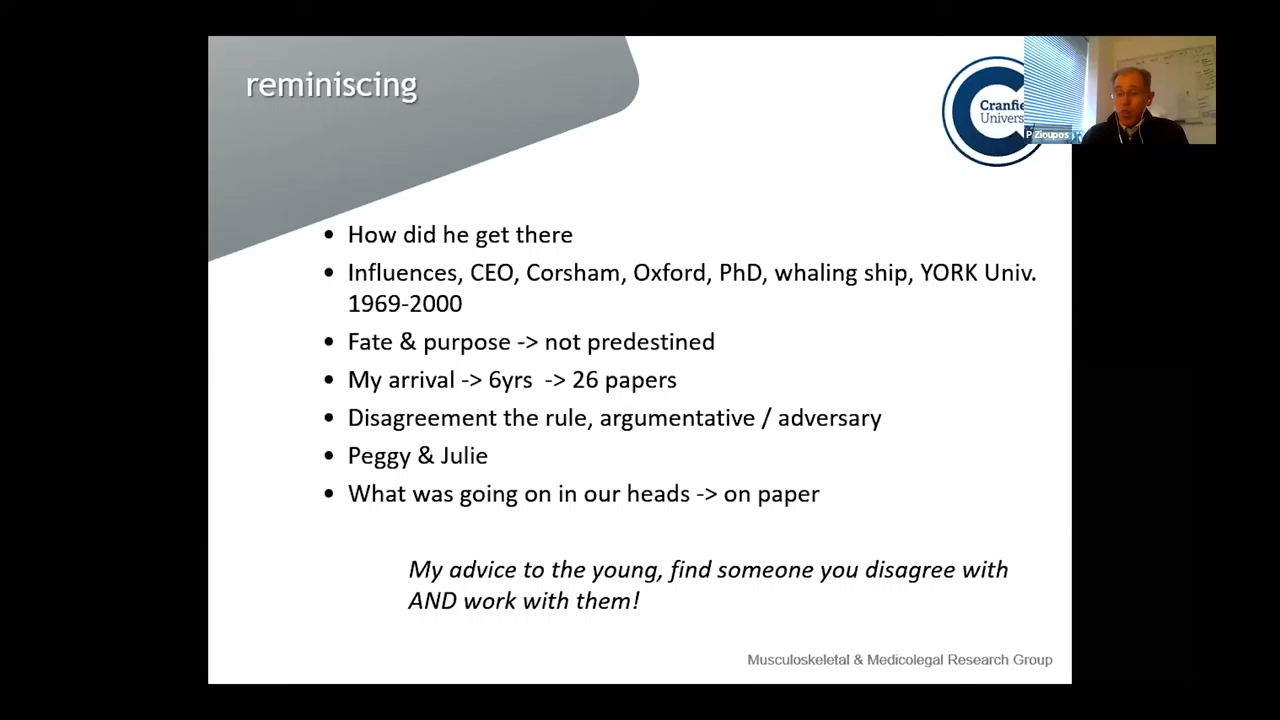 reminiscing
Cranfie
Univers
P Zioupos
• How did he get there
• Influences, CEO, Corsham, Oxford, PhD, whaling ship, YORK Univ.
1969-2000
• Fate & purpose -> not predestined
• My arrival -> 6yrs -> 26 papers
• Disagreement the rule, argumentative / adversary
• Peggy & Julie
• What was going on in our heads -> on paper
My advice to the young, find someone you disagree with
AND work with them!
Musculoskeletal & Medicolegal Research Group